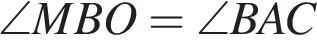 ∠MBO = ∠BAC